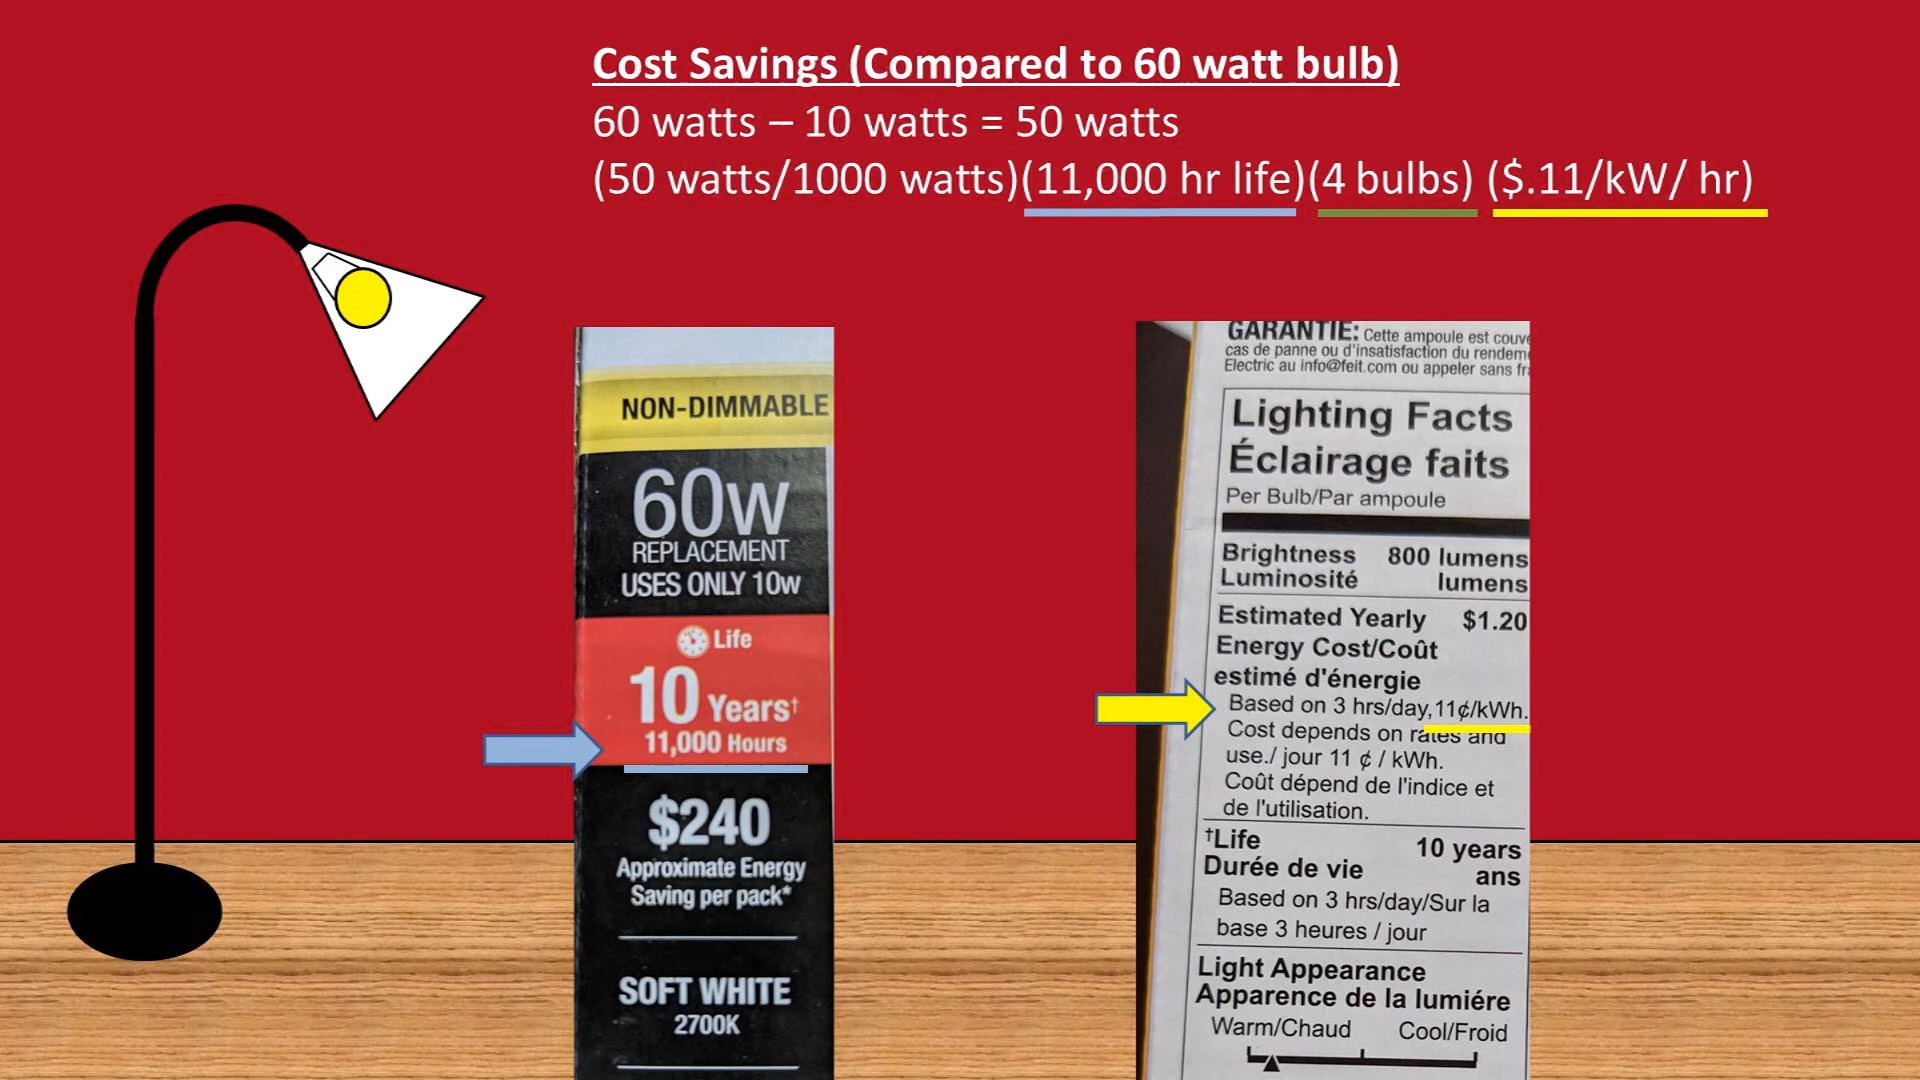 Cost Savings (Compared to 60 watt bulb)
60 watts – 10 watts = 50 watts
(50 watts/1000 watts)(11,000 hr life)(4 bulbs) ($.11/kW/ hr)
NON-DIMMABLE
60w
REPLACEMENT
USES ONLY 10w
Life
10 Years†
11,000 Hours
$240
Approximate Energy
Saving per pack*
SOFT WHITE
2700K
GARANTIE: Cette ampoule est
cas de panne ou d'insatisfaction du
Electric au info@feit.com ou appeler sans
Lighting Facts
Éclairage faits
Per Bulb/Par ampoule
Brightness 800 lumens
Luminosité lumens
Estimated Yearly $1.20
Energy Cost/Coût
estimé d'énergie
Based on 3 hrs/day,11¢/kWh.
Cost depends on rates and
use./ jour 11 ¢ / kWh.
Coût dépend de l'indice et
de l'utilisation.
†Life 10 years
Durée de vie ans
Based on 3 hrs/day/Sur la
base 3 heures / jour
Light Appearance
Apparence de la lumiére
Warm/Chaud Cool/Froid